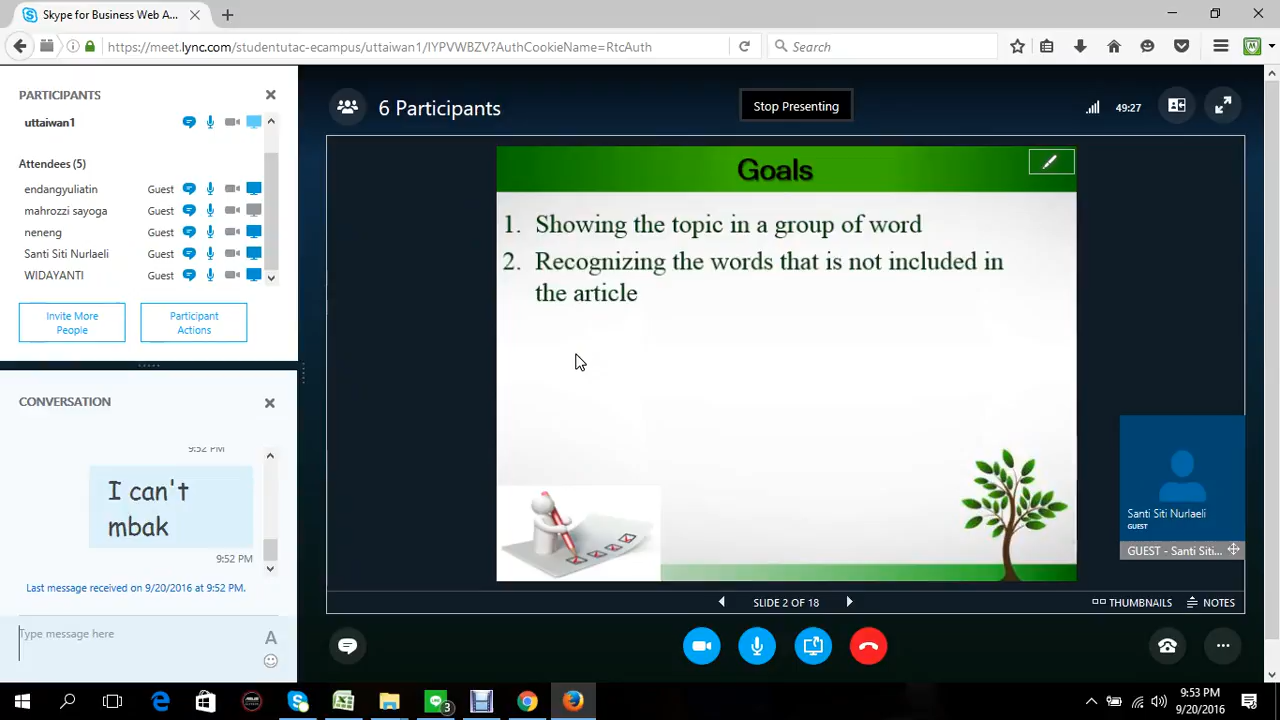 Skype for Business Web A...
https://meet.lync.com/studentutac-ecampus/uttaiwan1/IYPVWBZV?AuthCookieName=RtcAuth
Search
PARTICIPANTS
uttaiwan1
Attendees (5)
endangyuliatin Guest
mahrozzi sayoga Guest
neneng Guest
Santi Siti Nurlaeli Guest
WIDAYANTI Guest
Invite More
People
Participant
Actions
CONVERSATION
9:52 PM
I can't
mbak
9:52 PM
Last message received on 9/20/2016 at 9:52 PM.
Type message here
A
6 Participants
Stop Presenting
49:27
Goals
1. Showing the topic in a group of word
2. Recognizing the words that is not included in
the article
Santi Siti Nurlaeli
GUEST
GUEST - Santi Siti...
SLIDE 2 OF 18
THUMBNAILS
NOTES
3
9:53 PM
9/20/2016